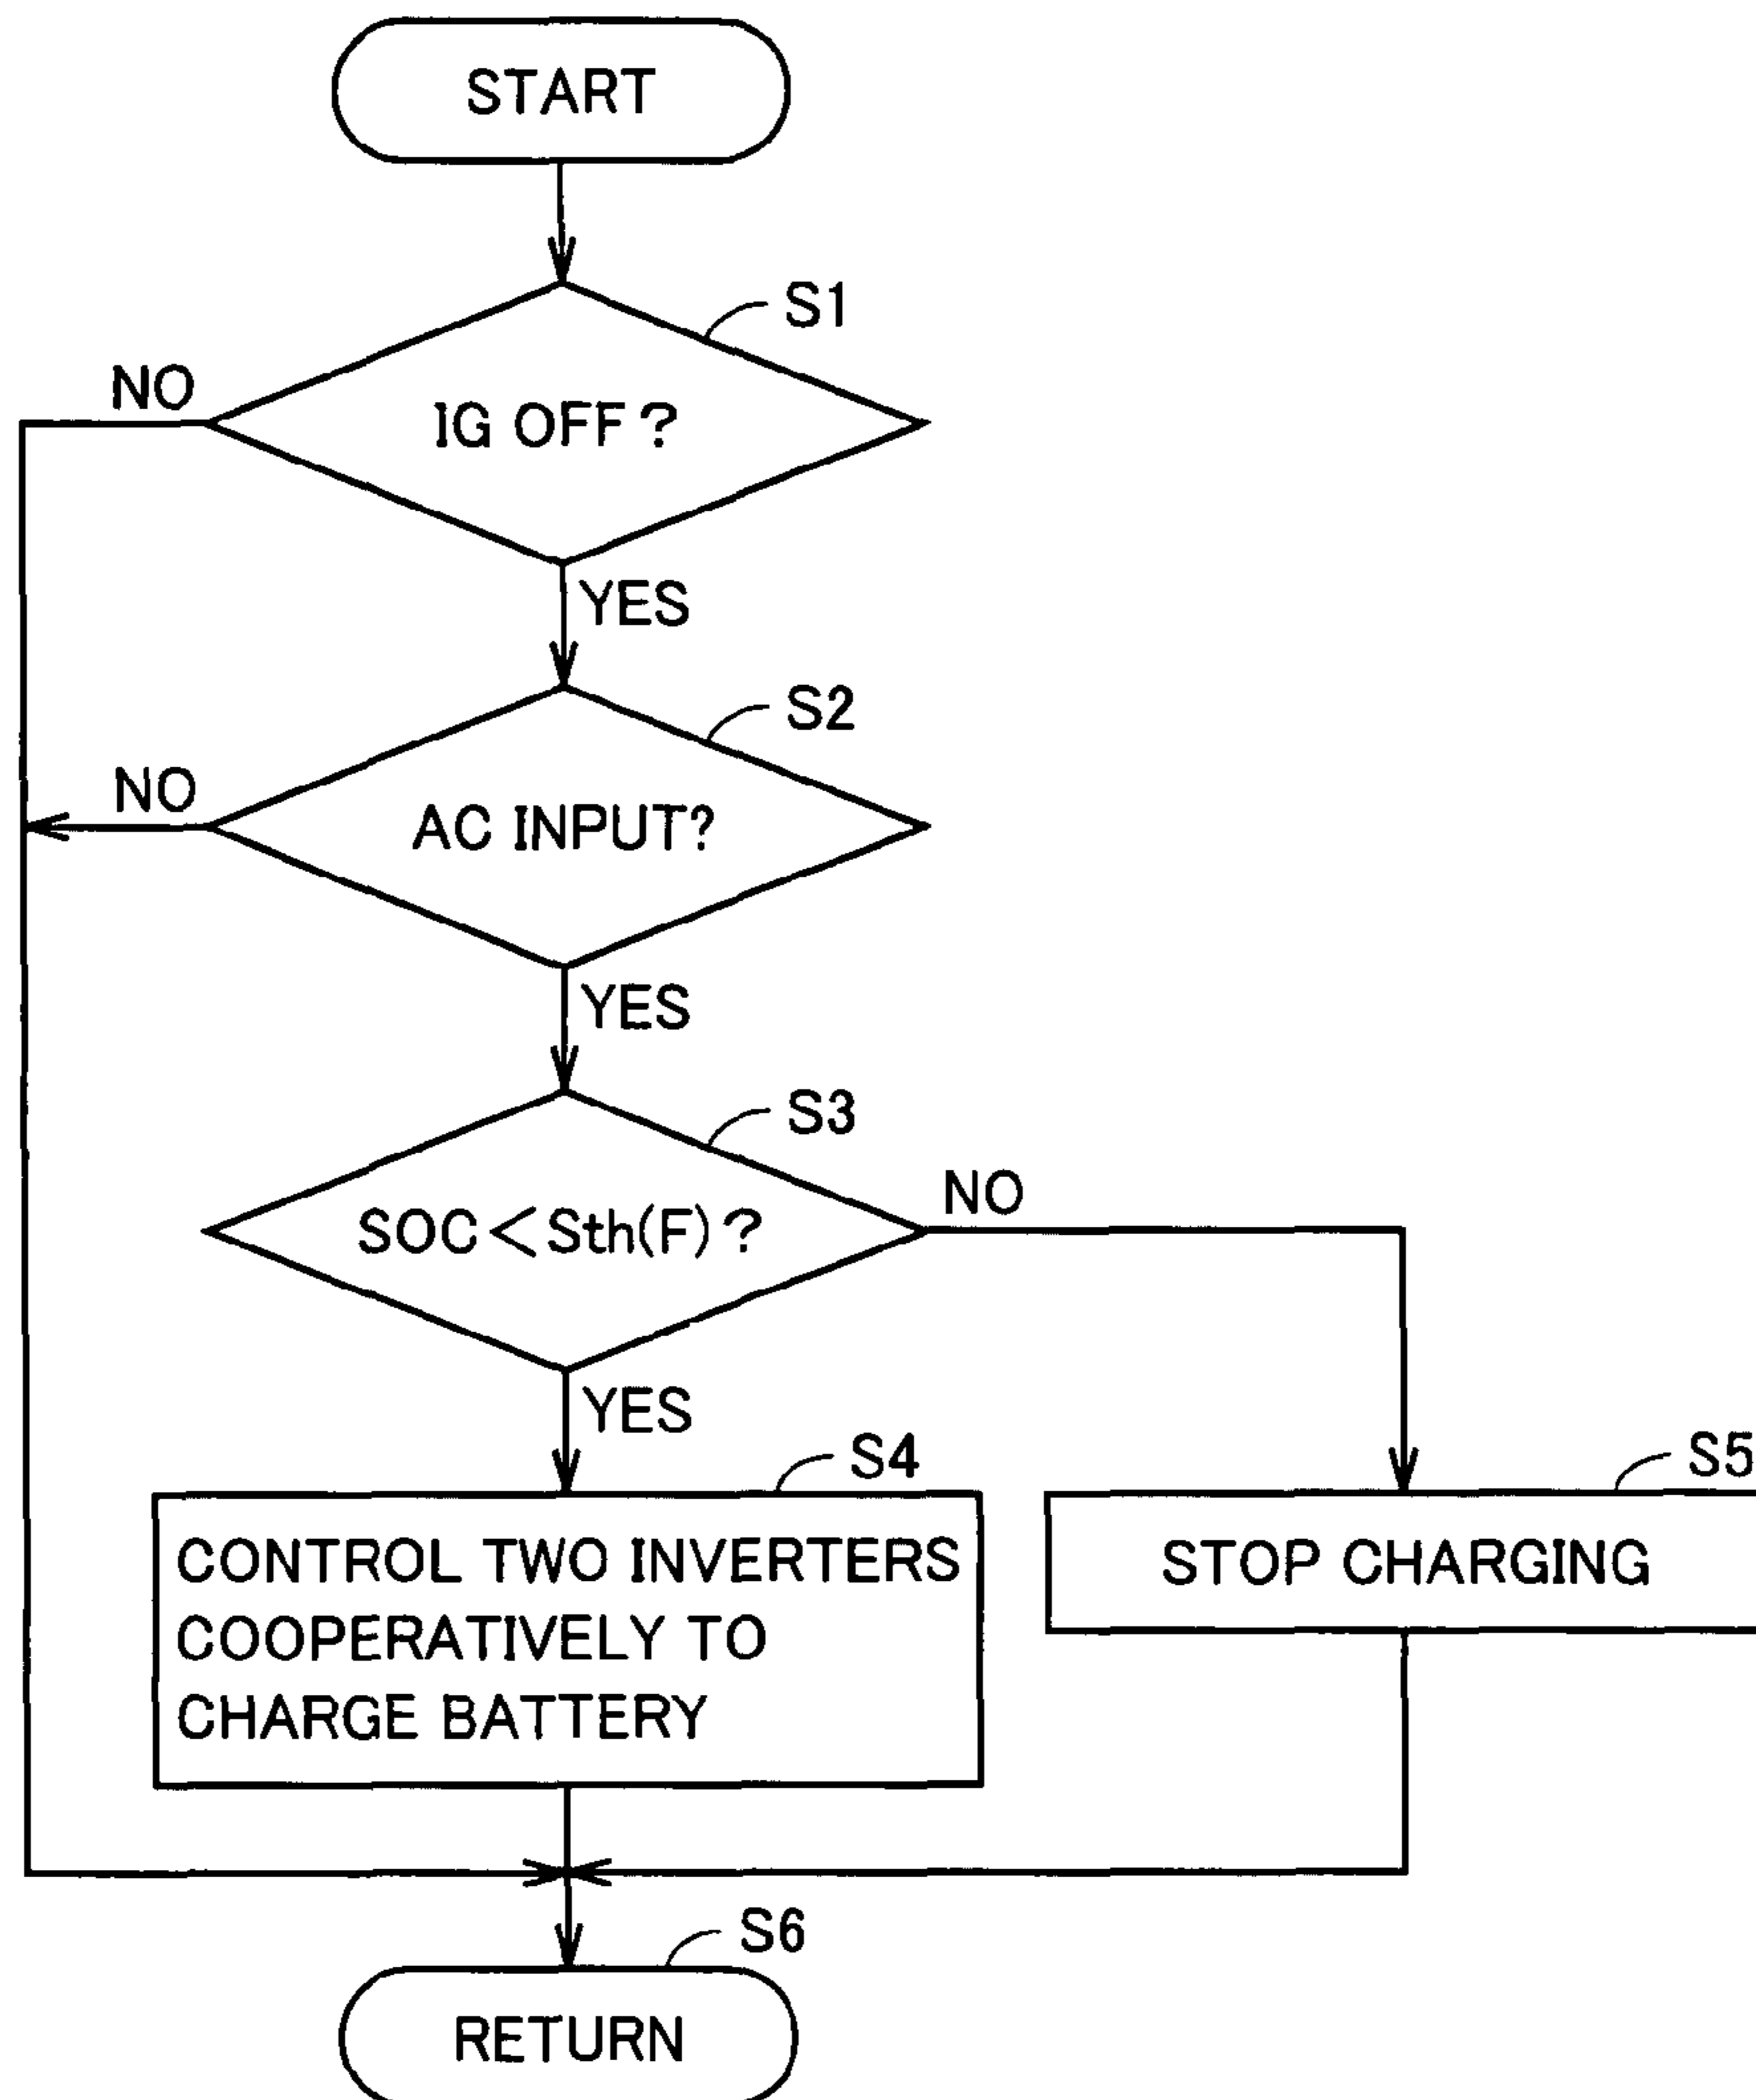 START
S1
NO
IG OFF?
YES
S2
NO
AC INPUT?
YES
S3
NO
SOC<Sth(F)?
YES
S4
S5
CONTROL TWO INVERTERS
COOPERATIVELY TO
CHARGE BATTERY
STOP CHARGING
S6
RETURN